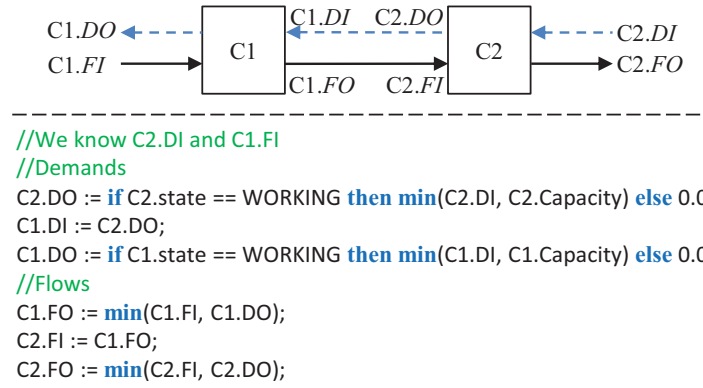 C1.DI C2.DO
C1.DO C2.DI
C1 C2
C1.FI C2.FO
C1.FO C2.FI
//We know C2.DI and C1.FI
//Demands
C2.DO := if C2.state == WORKING then min(C2.DI, C2.Capacity) else 0.0
C1.DI := C2.DO;
C1.DO := if C1.state == WORKING then min(C1.DI, C1.Capacity) else 0.0
//Flows
C1.FO := min(C1.FI, C1.DO);
C2.FI := C1.FO;
C2.FO := min(C2.FI, C2.DO);